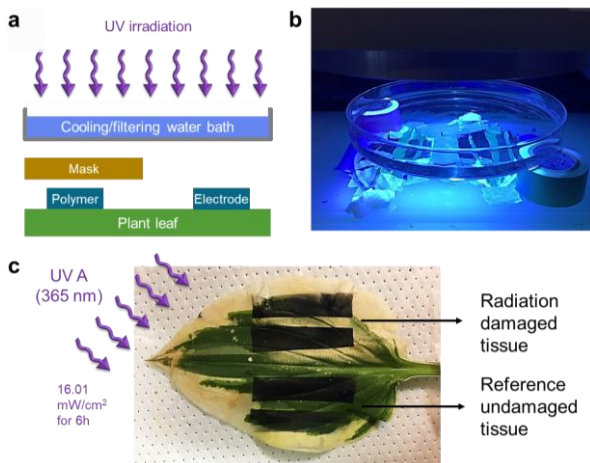 a
UV irradiation
Cooling/filtering water bath
Mask
Polymer
Electrode
Plant leaf
b
c
UV A
(365 nm)
16.01
mW/cm²
for 6h
Radiation
damaged
tissue
Reference
undamaged
tissue